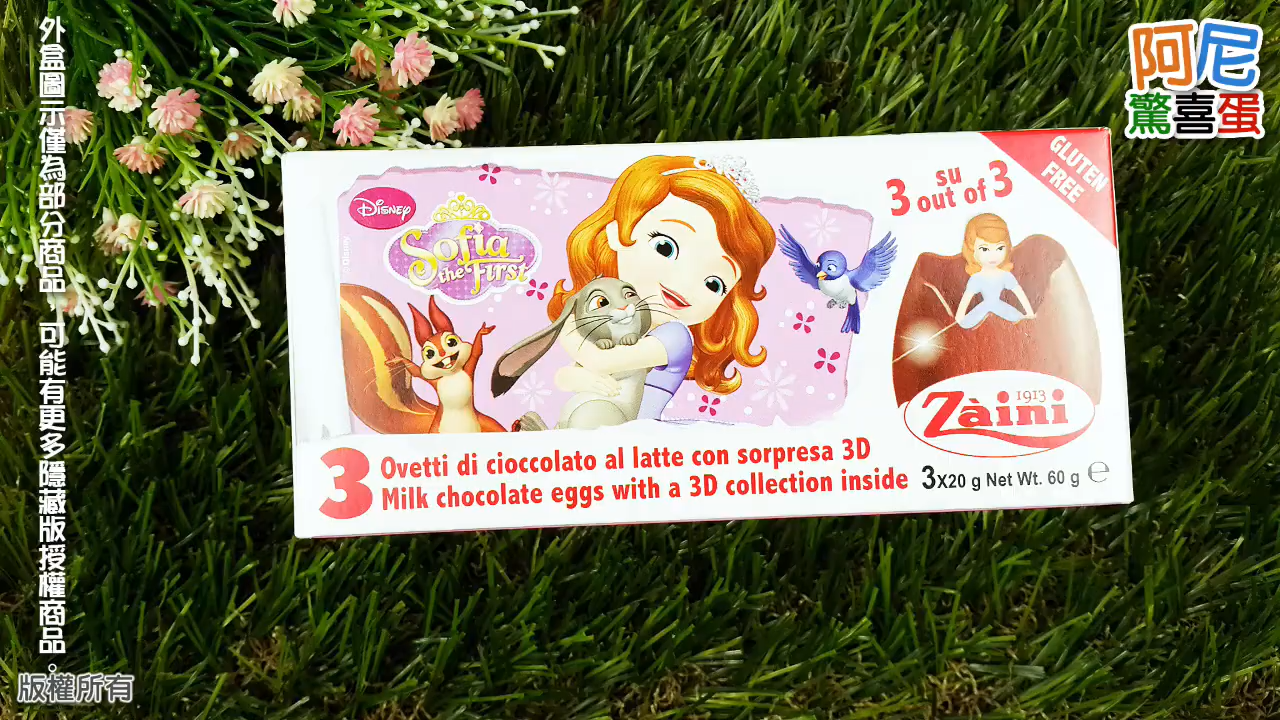 外盒圖示僅為部分商品 可能有更多隱藏版授權商品。
版權所有
阿尼
驚喜蛋
GLUTEN
FREE
3 su
out of 3
DISNEY
Sofia
the First
©Disney
1913
Zàini
3 Ovetti di cioccolato al latte con sorpresa 3D
Milk chocolate eggs with a 3D collection inside
3x20 g Net Wt. 60 g ℮